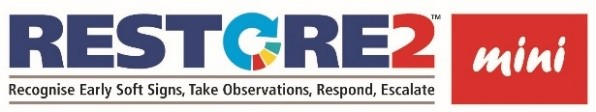 RESTORE2™ mini
Recognise Early Soft Signs, Take Observations, Respond, Escalate